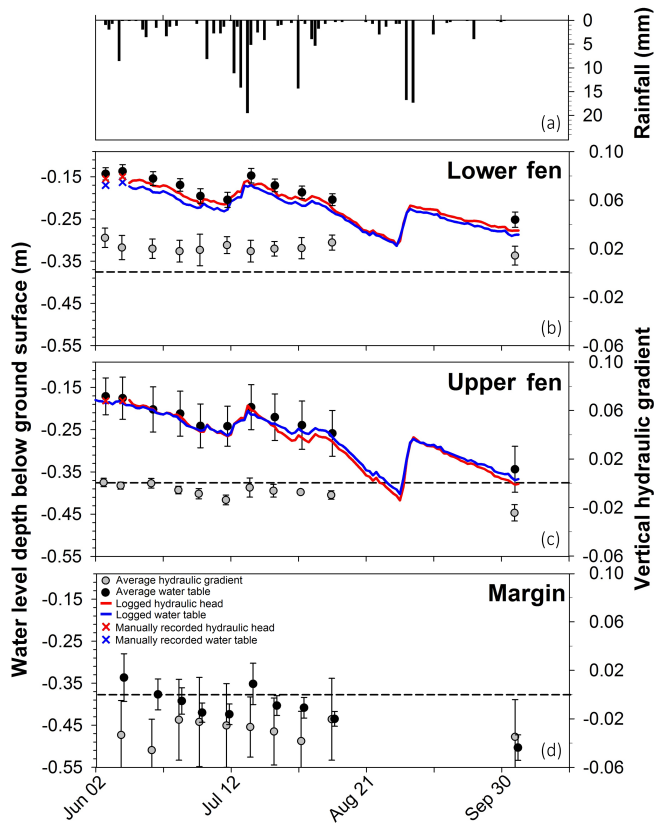 0
5
10
15
20
Rainfall (mm)
(a)
Water level depth below ground surface (m)
Vertical hydraulic gradient
-0.15
-0.25
-0.35
-0.45
-0.55
Lower fen
(b)
0.10
0.06
0.02
-0.02
-0.06
-0.15
-0.25
-0.35
-0.45
-0.55
Upper fen
(c)
0.10
0.06
0.02
-0.02
-0.06
-0.15
-0.25
-0.35
-0.45
-0.55
Average hydraulic gradient
Average water table
Logged hydraulic head
Logged water table
Manually recorded hydraulic head
Manually recorded water table
Margin
(d)
0.10
0.06
0.02
-0.02
-0.06
Jun 02
Jul 12
Aug 21
Sep 30